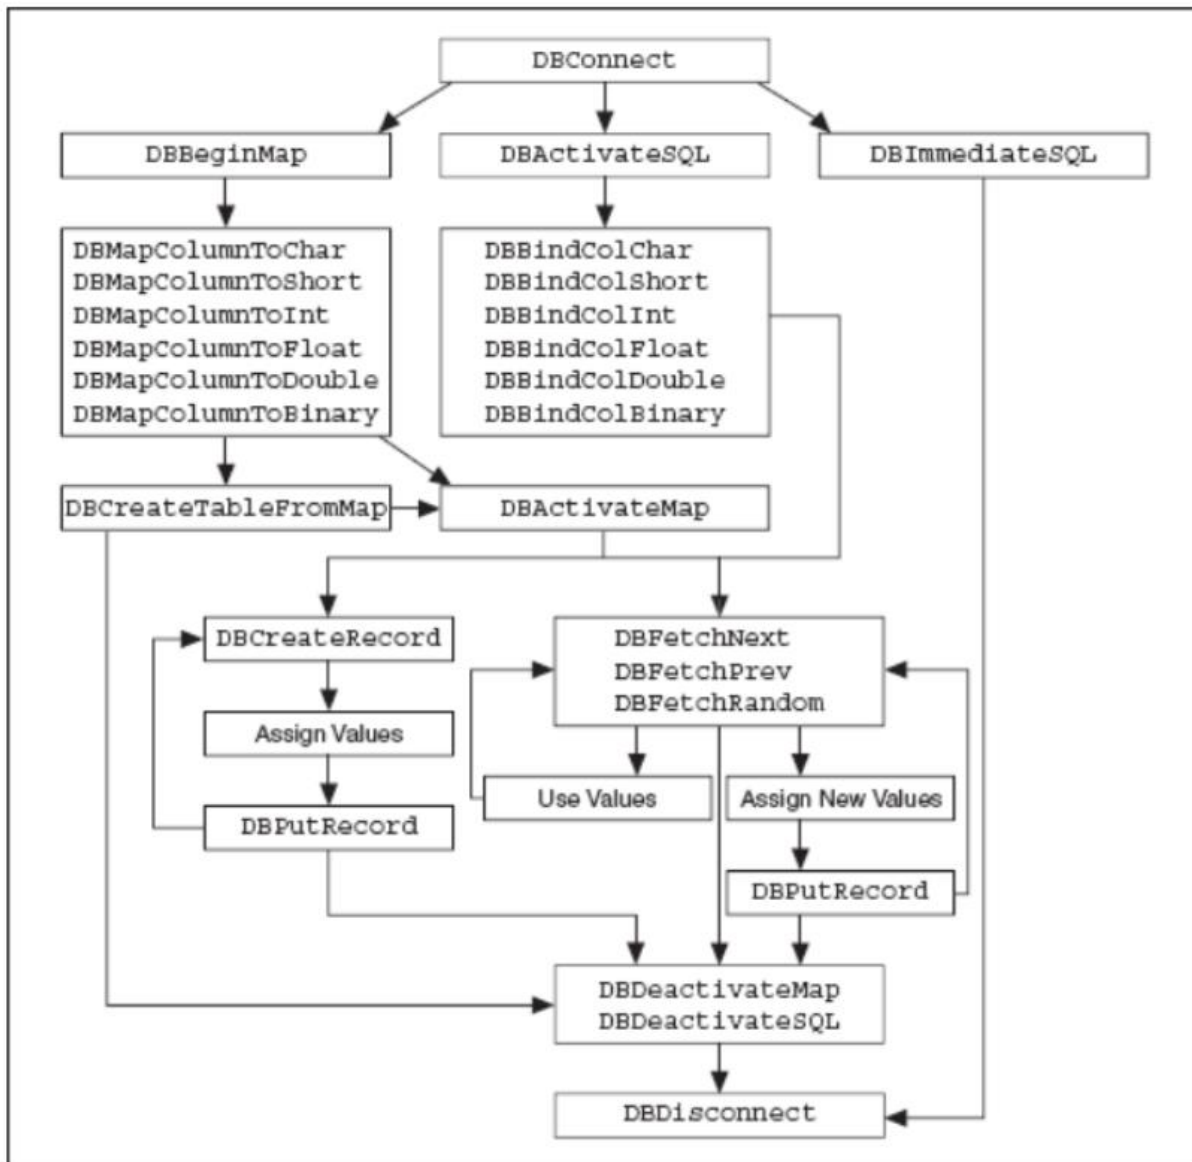 DBConnect
DBBeginMap
DBActivateSQL
DBImmediateSQL
DBMapColumnToChar
DBMapColumnToShort
DBMapColumnToInt
DBMapColumnToFloat
DBMapColumnToDouble
DBMapColumnToBinary
DBBindColChar
DBBindColShort
DBBindColInt
DBBindColFloat
DBBindColDouble
DBBindColBinary
DBCreateTableFromMap
DBActivateMap
DBCreateRecord
Assign Values
DBPutRecord
DBFetchNext
DBFetchPrev
DBFetchRandom
Use Values
Assign New Values
DBPutRecord
DBDeactivateMap
DBDeactivateSQL
DBDisconnect